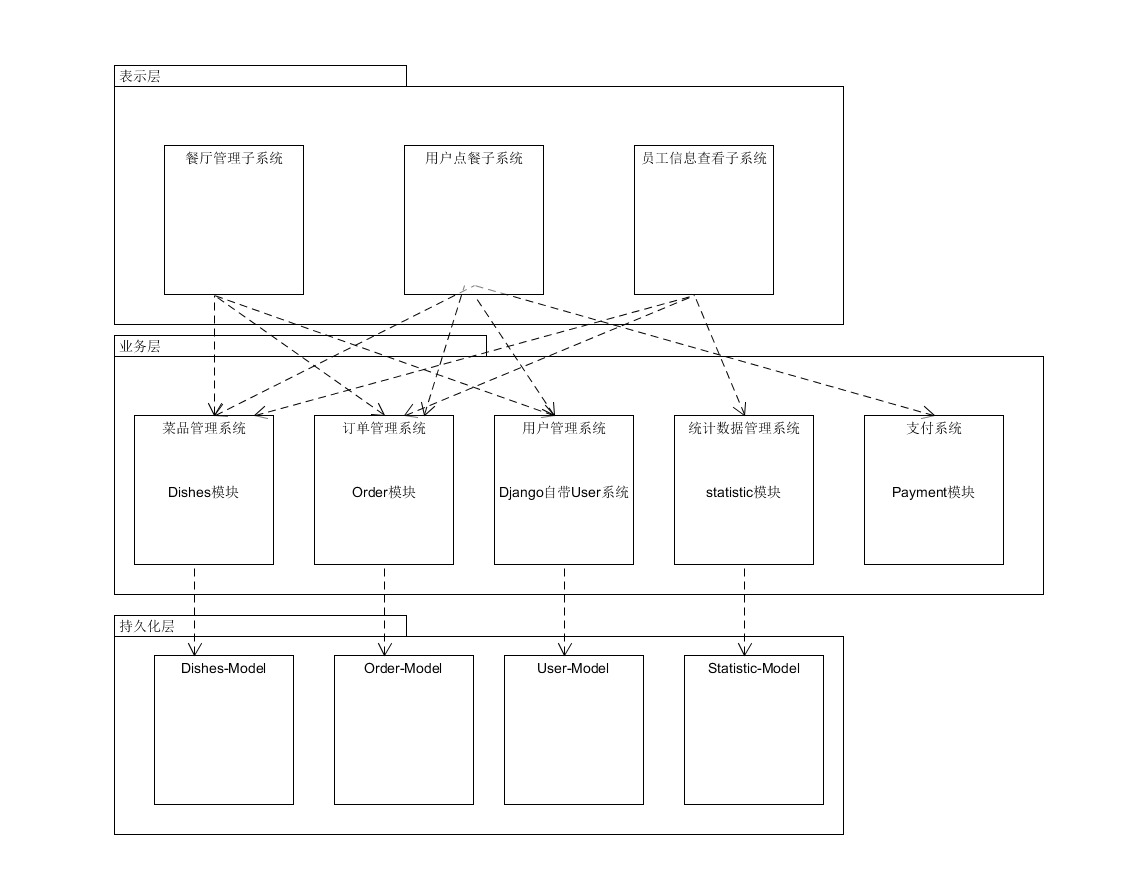 表示层
餐厅管理子系统
用户点餐子系统
员工信息查看子系统
业务层
菜品管理系统
订单管理系统
用户管理系统
统计数据管理系统
支付系统
Dishes模块
Order模块
Django自带User系统
statistic模块
Payment模块
持久化层
Dishes-Model
Order-Model
User-Model
Statistic-Model